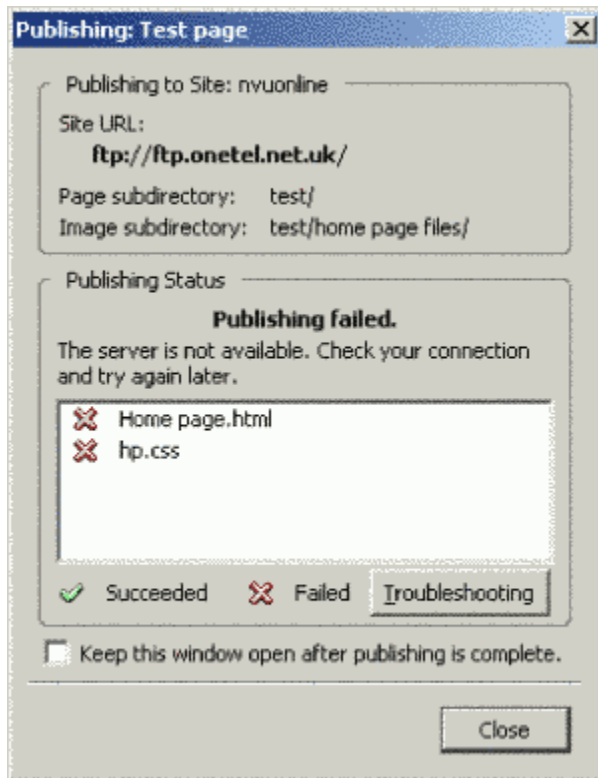 Publishing: Test page
Publishing to Site: nvuonline
Site URL:
ftp://ftp.onetel.net.uk/
Page subdirectory: test/
Image subdirectory: test/home page files/
Publishing Status
Publishing failed.
The server is not available. Check your connection
and try again later.
Home page.html
hp.css
Succeeded Failed Troubleshooting
Keep this window open after publishing is complete.
Close